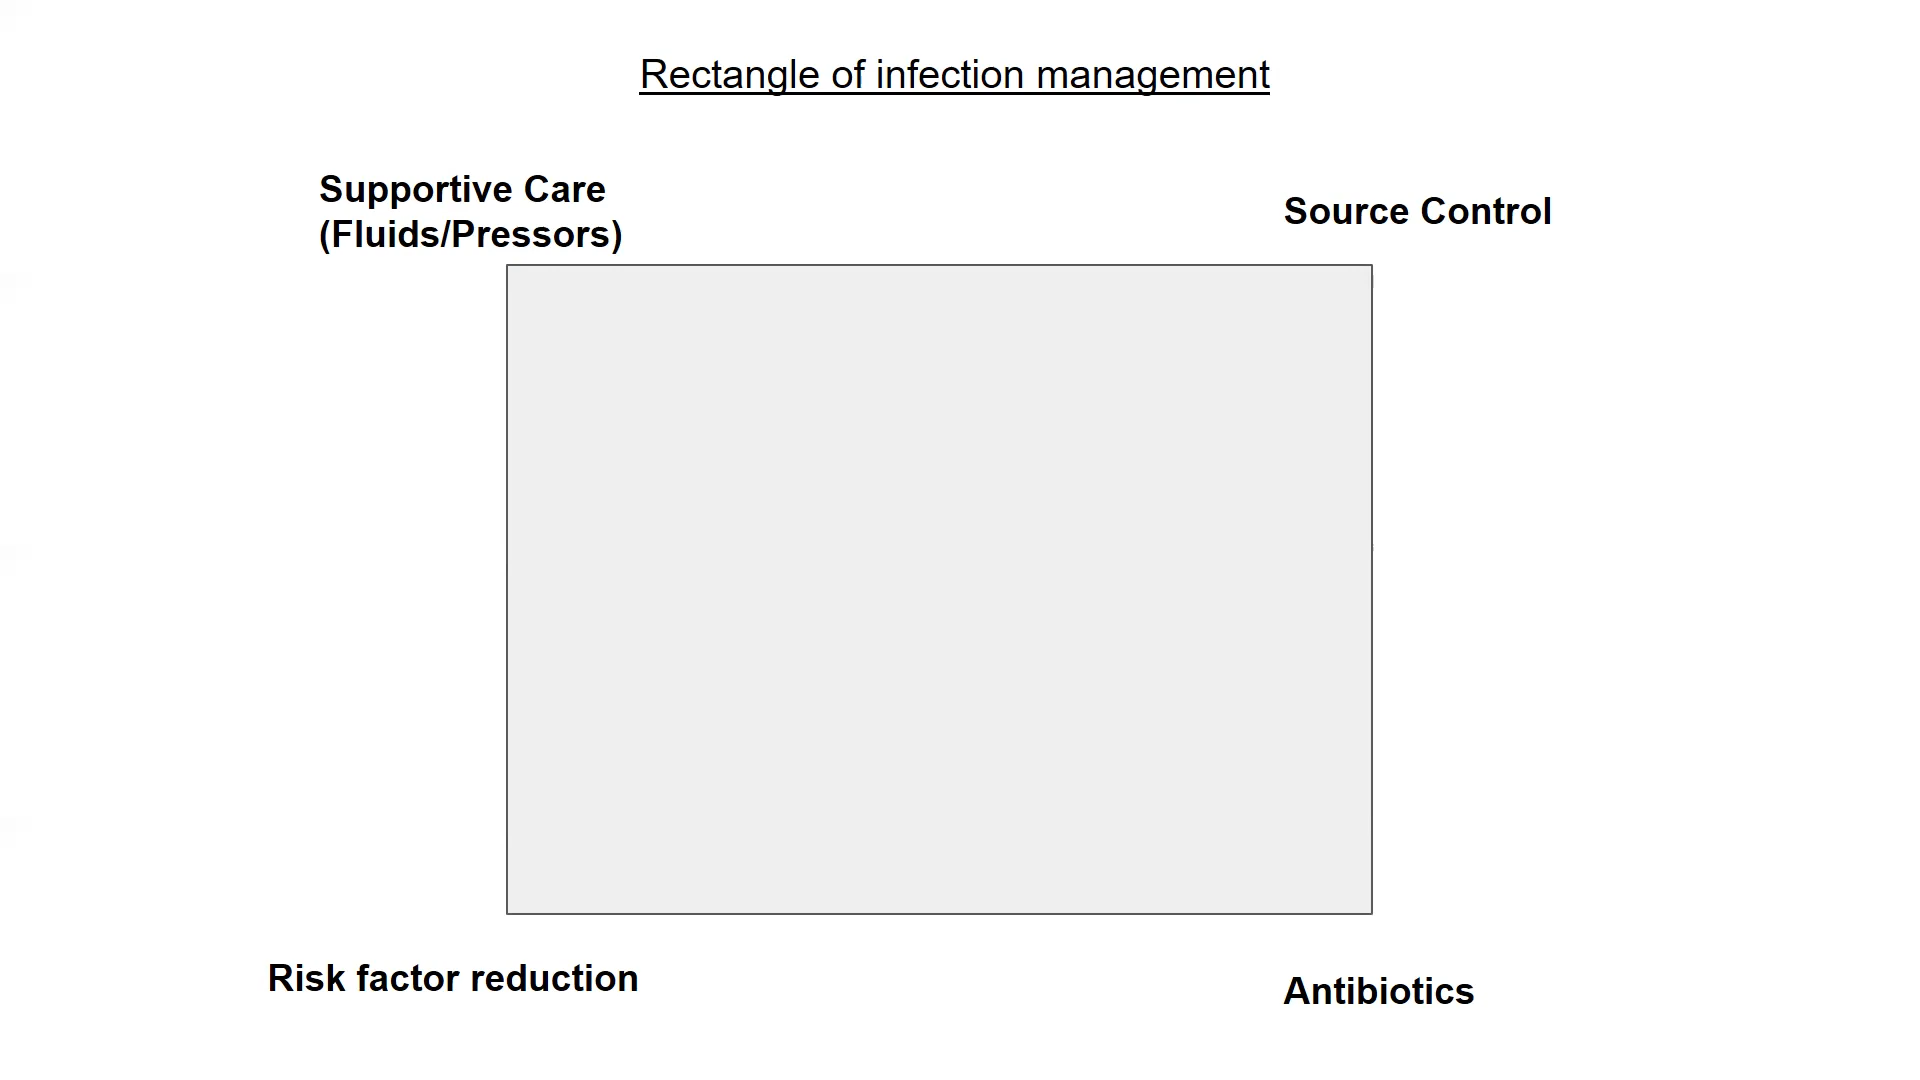 Rectangle of infection management
Supportive Care
(Fluids/Pressors)
Source Control
Risk factor reduction
Antibiotics